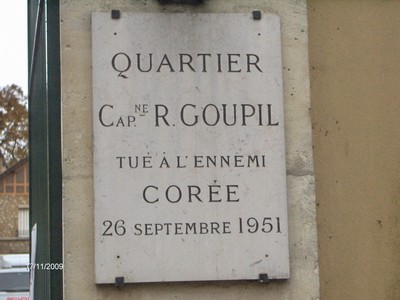 QUARTIER
CAP.NE R. GOUPIL
TUÉ À L'ENNEMI
CORÉE
26 SEPTEMBRE 1951
17/11/2009